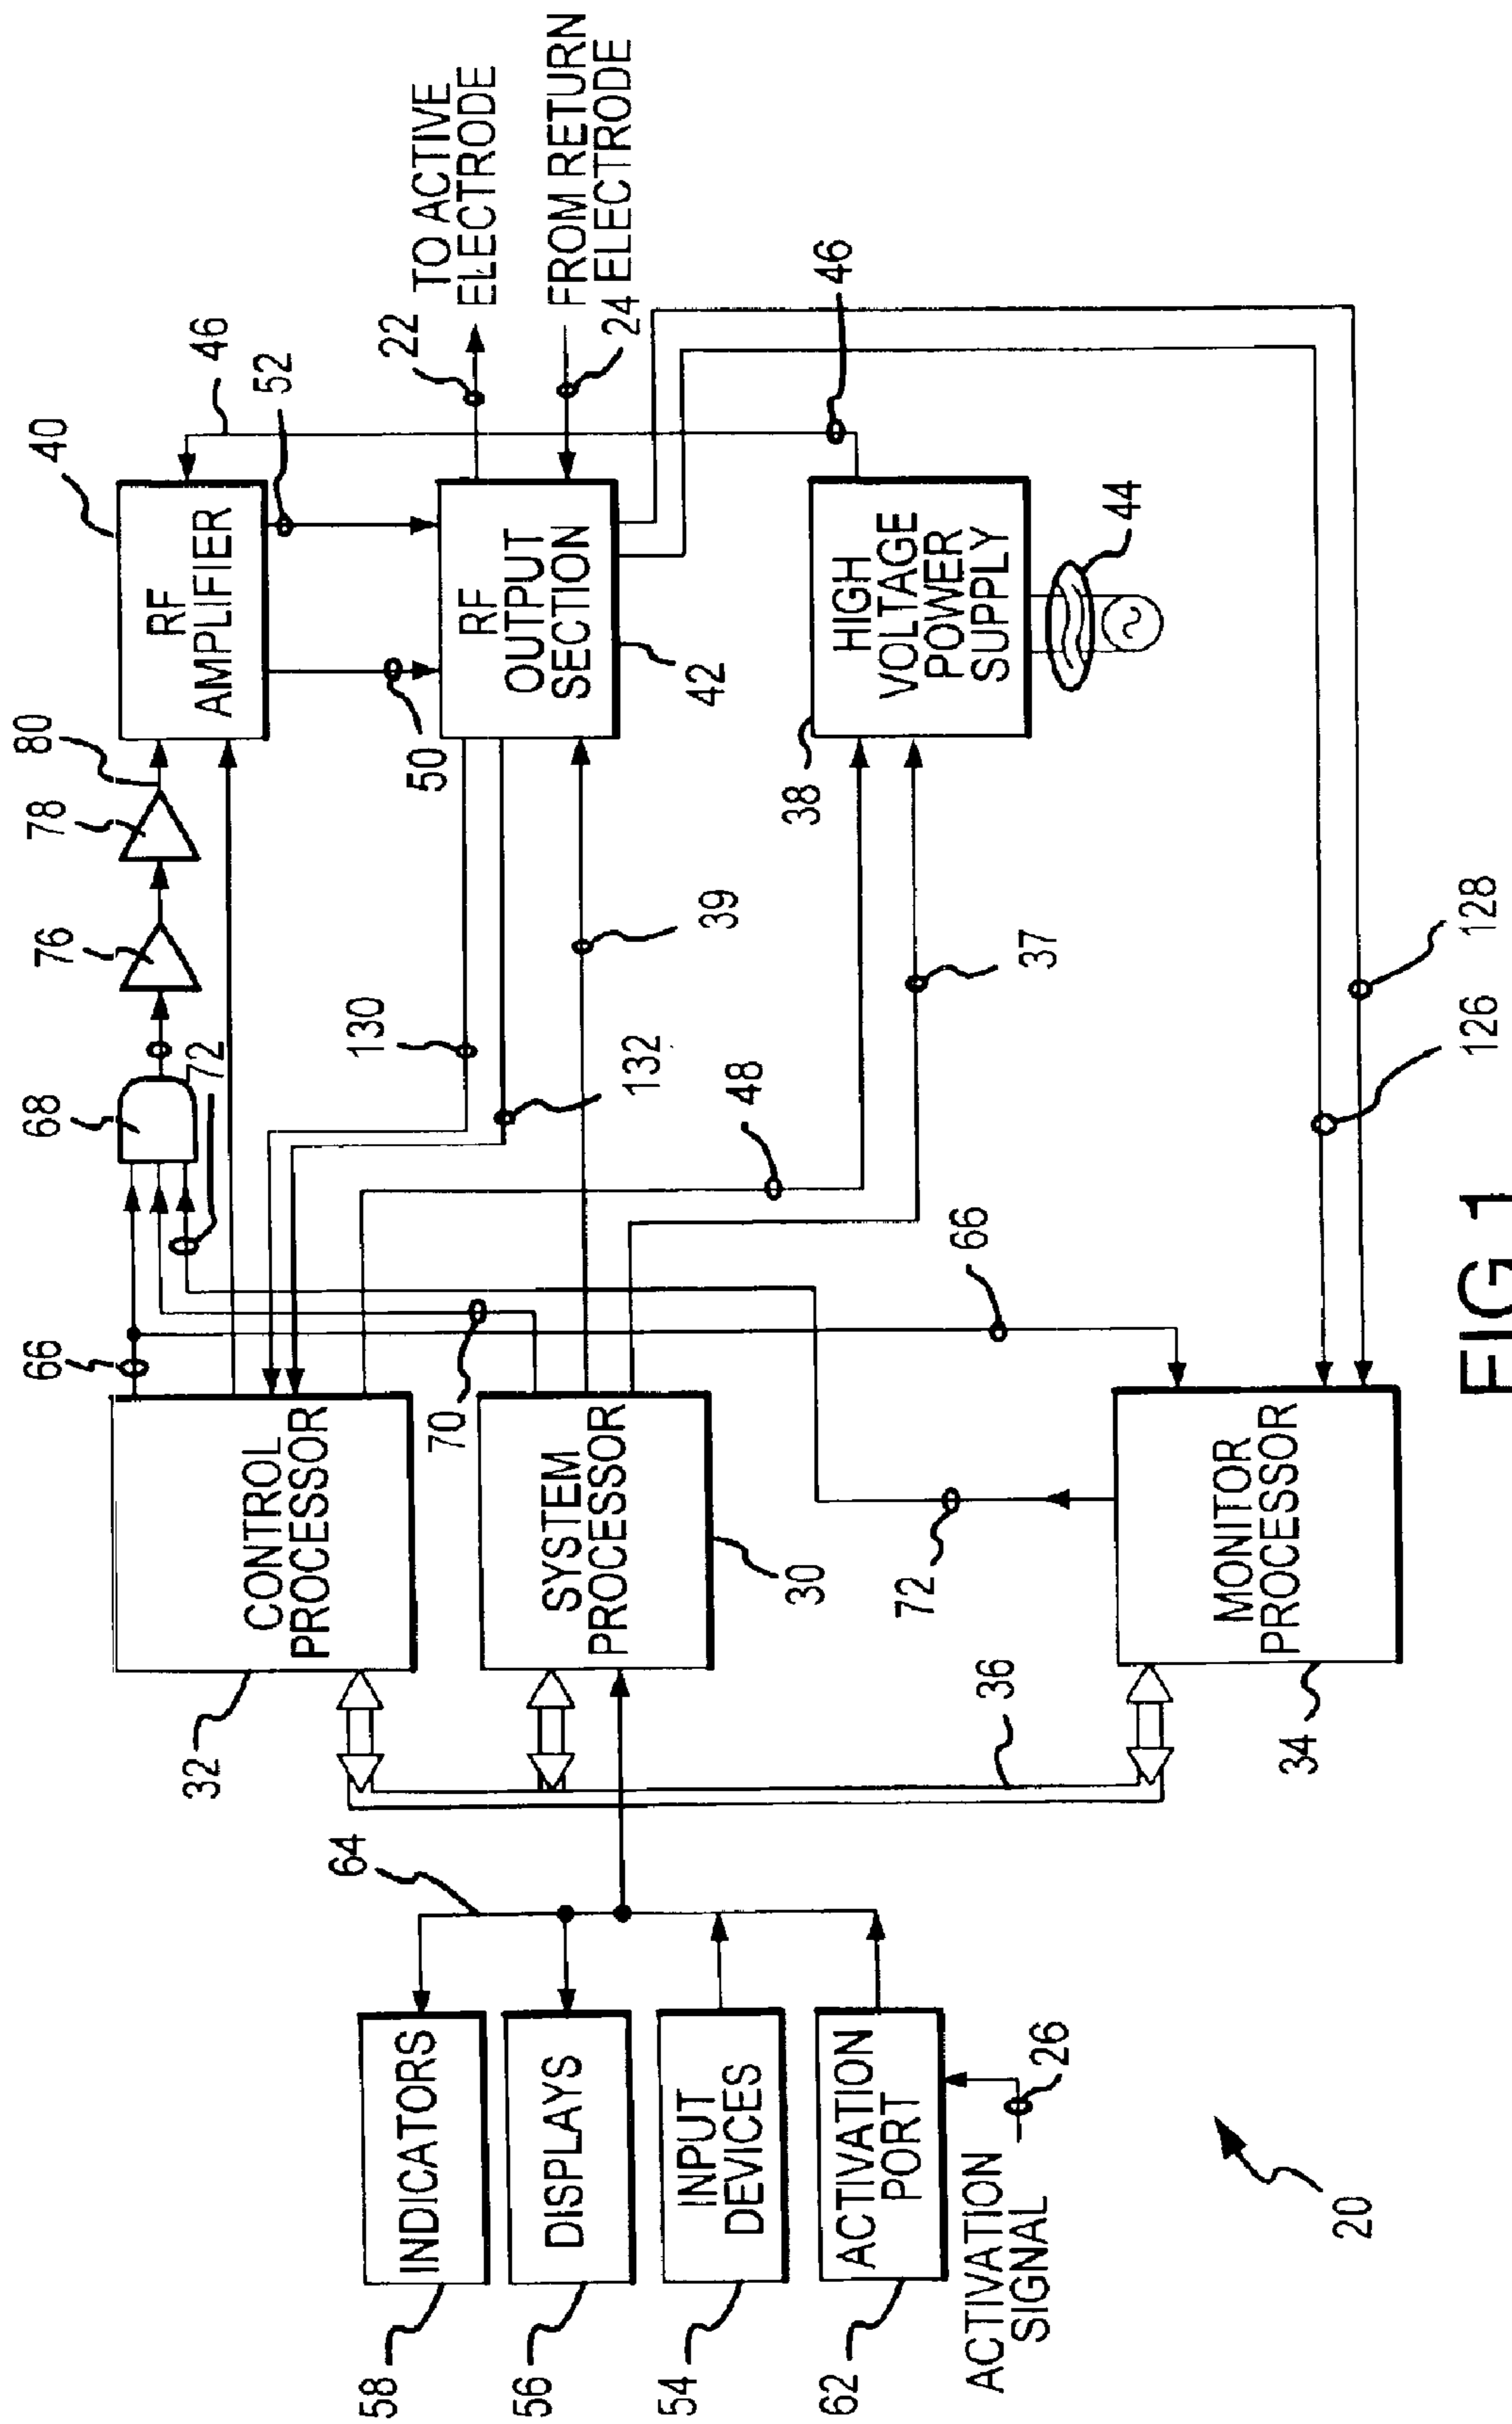 40
46
52
80
78
76
68
72
66
RF
AMPLIFIER
22
TO ACTIVE
ELECTRODE
FROM RETURN
ELECTRODE
24
50
RF
OUTPUT
SECTION
42
130
132
39
48
46
38
HIGH
VOLTAGE
POWER
SUPPLY
44
37
66
70
CONTROL
PROCESSOR
32
SYSTEM
PROCESSOR
30
72
36
MONITOR
PROCESSOR
34
126
128
64
INDICATORS
58
DISPLAYS
56
INPUT
DEVICES
54
ACTIVATION
PORT
62
ACTIVATION
SIGNAL
26
20
FIG 1